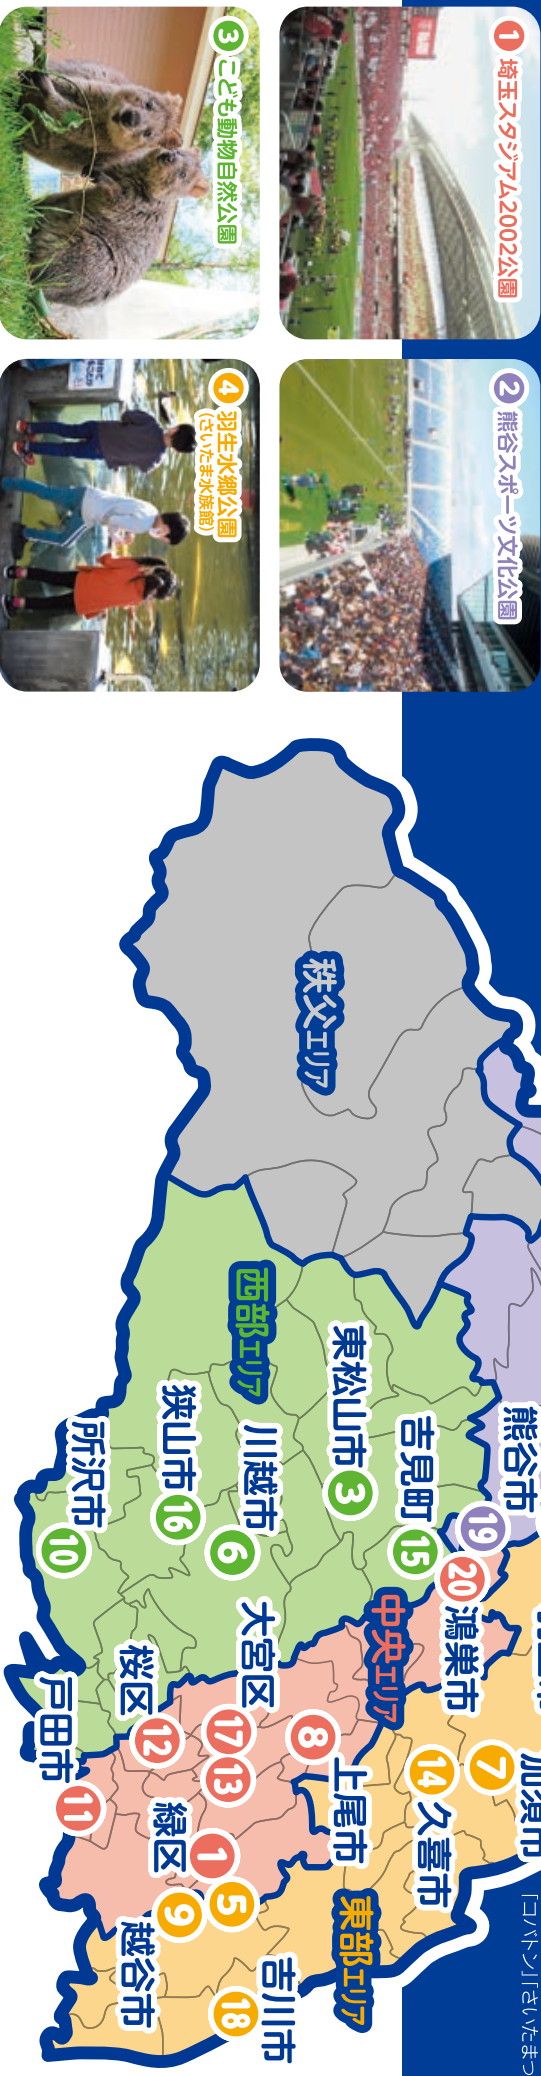 1 埼玉スタジアム2002公園
2 熊谷スポーツ文化公園
3 こども動物自然公園
4 羽生水郷公園
(さいたま水族館)
秩父エリア
西部エリア
東松山市 3
吉見町 15
熊谷市
19
20 鴻巣市
狭山市 16
川越市 6
所沢市 10
中央エリア
大宮区
17 13
8 上尾市
桜区 12
戸田市 11
緑区 1
加須市
7
14 久喜市
東部エリア
5
9 越谷市
吉川市
18
「コバトン」「さいたまっ